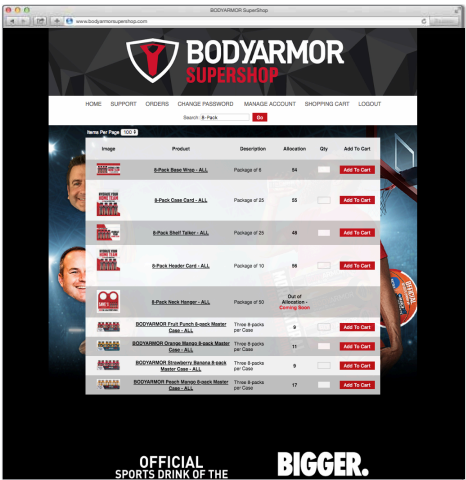 BODYARMOR SuperShop
www.bodyarmorsupershop.com
BODYARMOR
SUPERSHOP
HOME SUPPORT ORDERS CHANGE PASSWORD MANAGE ACCOUNT SHOPPING CART LOGOUT
Search: 8-Pack Go
Items Per Page 100
Image Product Description Allocation Qty Add To Cart
8-Pack Base Wrap - ALL Package of 6 54 Add To Cart
8-Pack Case Card - ALL Package of 25 55 Add To Cart
8-Pack Shelf Talker - ALL Package of 25 48 Add To Cart
8-Pack Header Card - ALL Package of 10 56 Add To Cart
8-Pack Neck Hanger - ALL Package of 50 Out of
Allocation -
Coming Soon
BODYARMOR Fruit Punch 8-pack Master
Case - ALL Three 8-packs
per Case 9 Add To Cart
BODYARMOR Orange Mango 8-pack Master
Case - ALL Three 8-packs
per Case 11 Add To Cart
BODYARMOR Strawberry Banana 8-pack
Master Case - ALL Three 8-packs
per Case 9 Add To Cart
BODYARMOR Peach Mango 8-pack Master
Case - ALL Three 8-packs
per Case 17 Add To Cart
OFFICIAL
SPORTS DRINK OF THE
BIGGER.